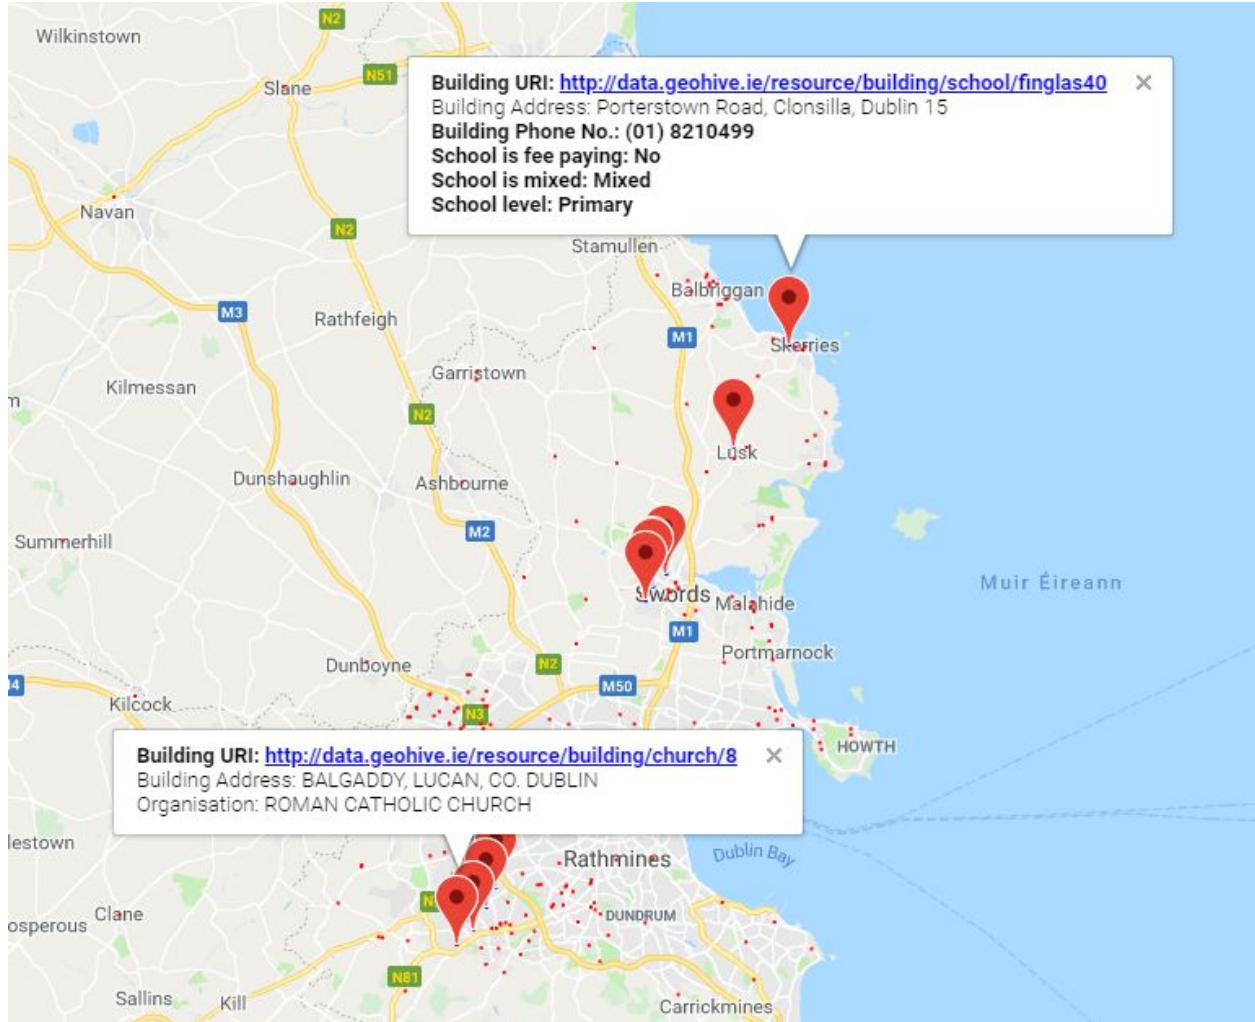 Wilkinstown
N2
N51
Slane
Building URI: http://data.geohive.ie/resource/building/school/finglas40
Building Address: Porterstown Road, Clonsilla, Dublin 15
Building Phone No.: (01) 8210499
School is fee paying: No
School is mixed: Mixed
School level: Primary
Navan
N2
Stamullen
Balbriggan
M3
Rathfeigh
M1
Skerries
Garristown
Kilmessan
N2
Lusk
Dunshaughlin
Ashbourne
M2
Summerhill
Muir Éireann
Swords
Malahide
M1
Portmarnock
Dunboyne
N2
M50
Kilcock
N3
HOWTH
Building URI: http://data.geohive.ie/resource/building/church/8
Building Address: BALGADDY, LUCAN, CO. DUBLIN
Organisation: ROMAN CATHOLIC CHURCH
Rathmines
Dublin Bay
Clane
DUNDRUM
N81
Sallins
Kill
Carrickmines